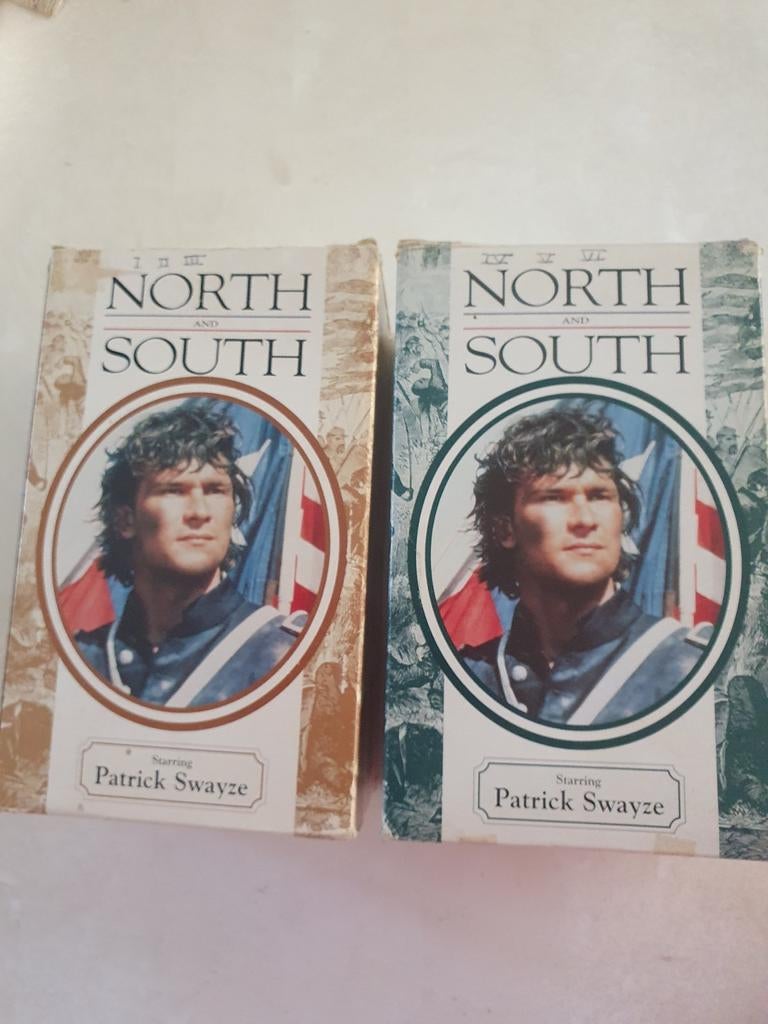 I II III
NORTH
AND
SOUTH
Starring
Patrick Swayze
IV V VI
NORTH
AND
SOUTH
Starring
Patrick Swayze